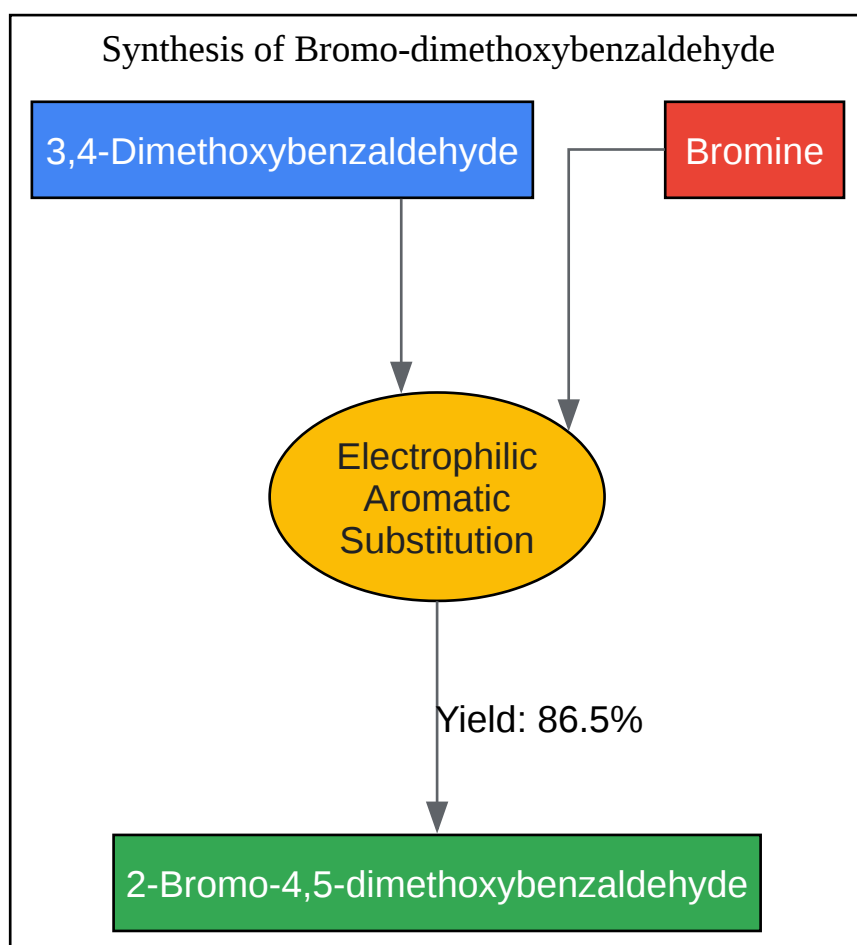 Synthesis of Bromo-dimethoxybenzaldehyde
3,4-Dimethoxybenzaldehyde
Bromine
Electrophilic
Aromatic
Substitution
Yield: 86.5%
2-Bromo-4,5-dimethoxybenzaldehyde